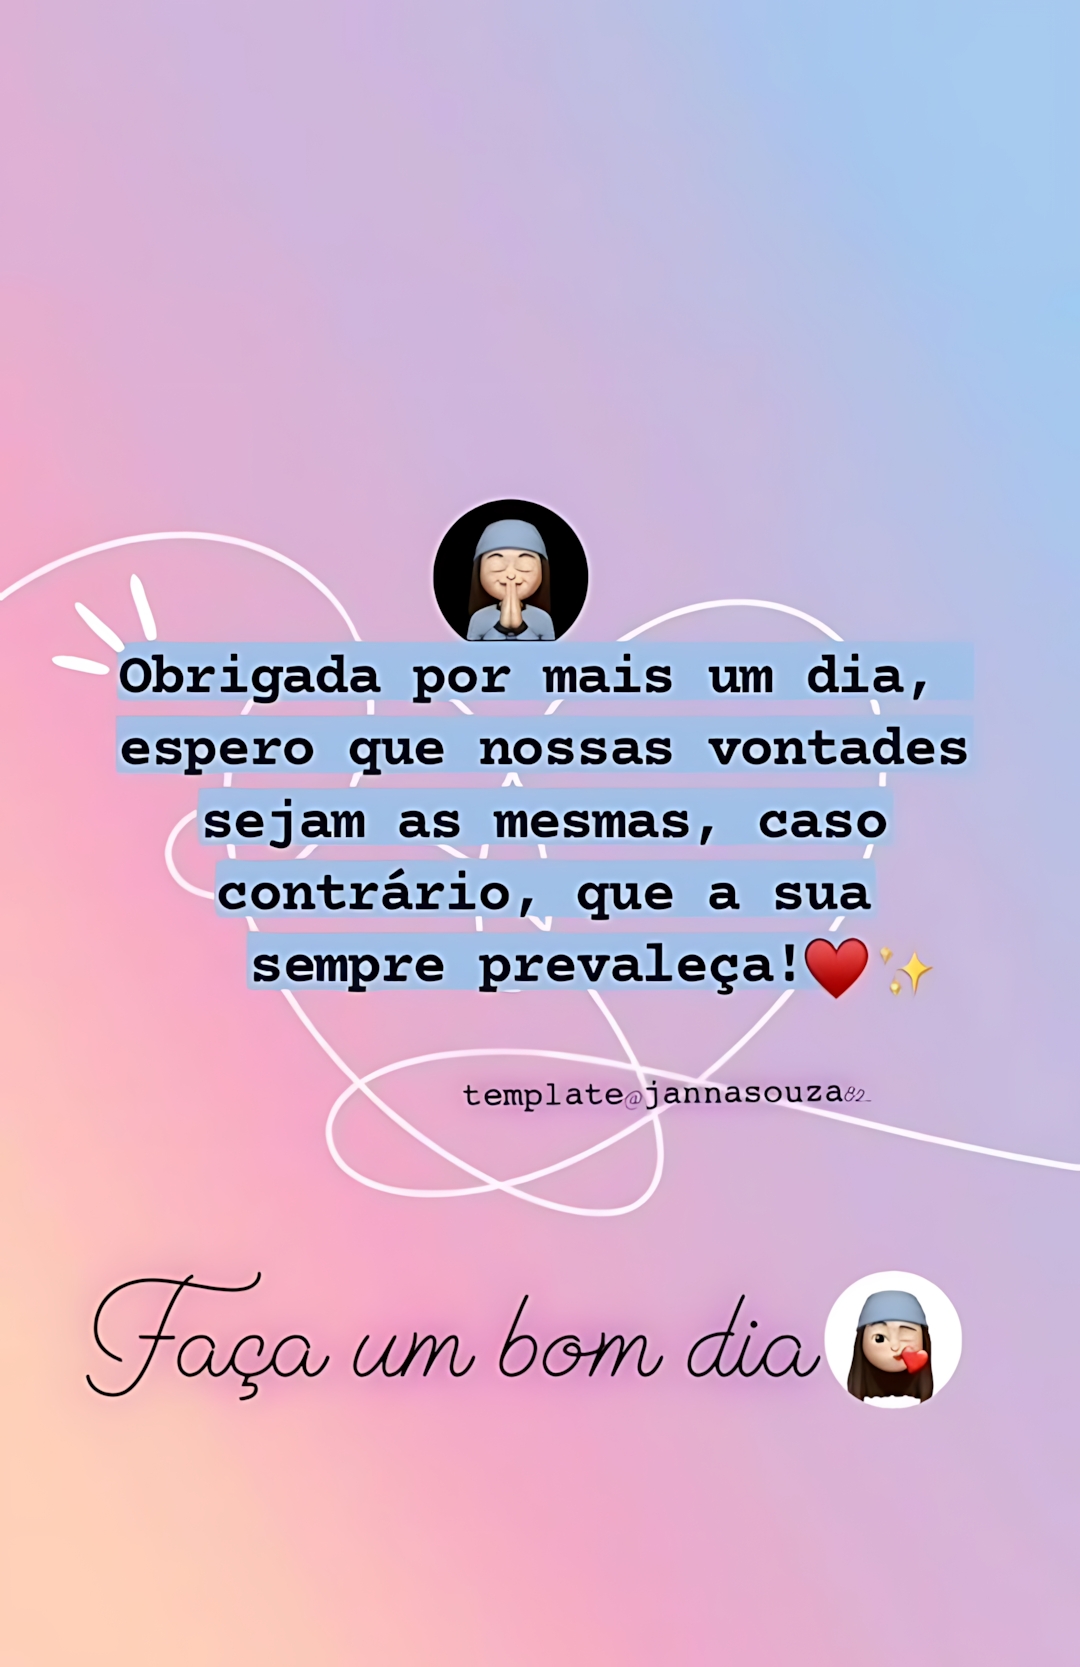 Obrigada por mais um dia,
espero que nossas vontades
sejam as mesmas, caso
contrário, que a sua
sempre prevaleça!♥️✨
template@jannasouza82_
Faça um bom dia